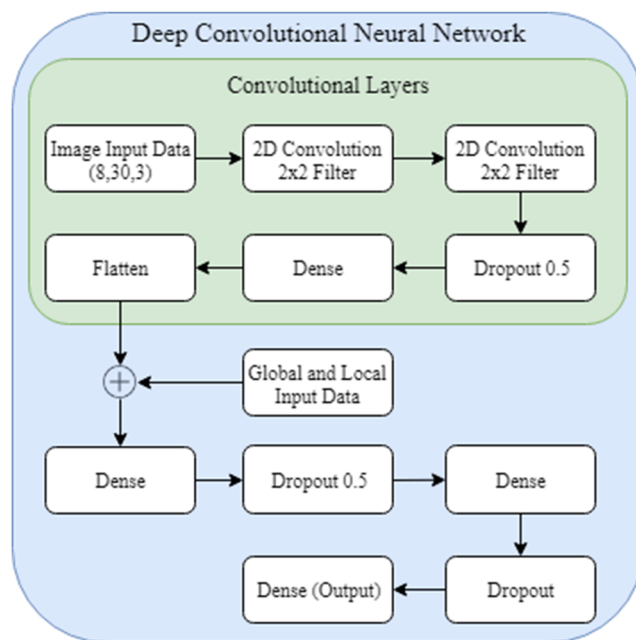 Deep Convolutional Neural Network
Convolutional Layers
Image Input Data
(8,30,3)
2D Convolution
2x2 Filter
2D Convolution
2x2 Filter
Dropout 0.5
Dense
Flatten
Global and Local
Input Data
Dense
Dropout 0.5
Dense
Dropout
Dense (Output)